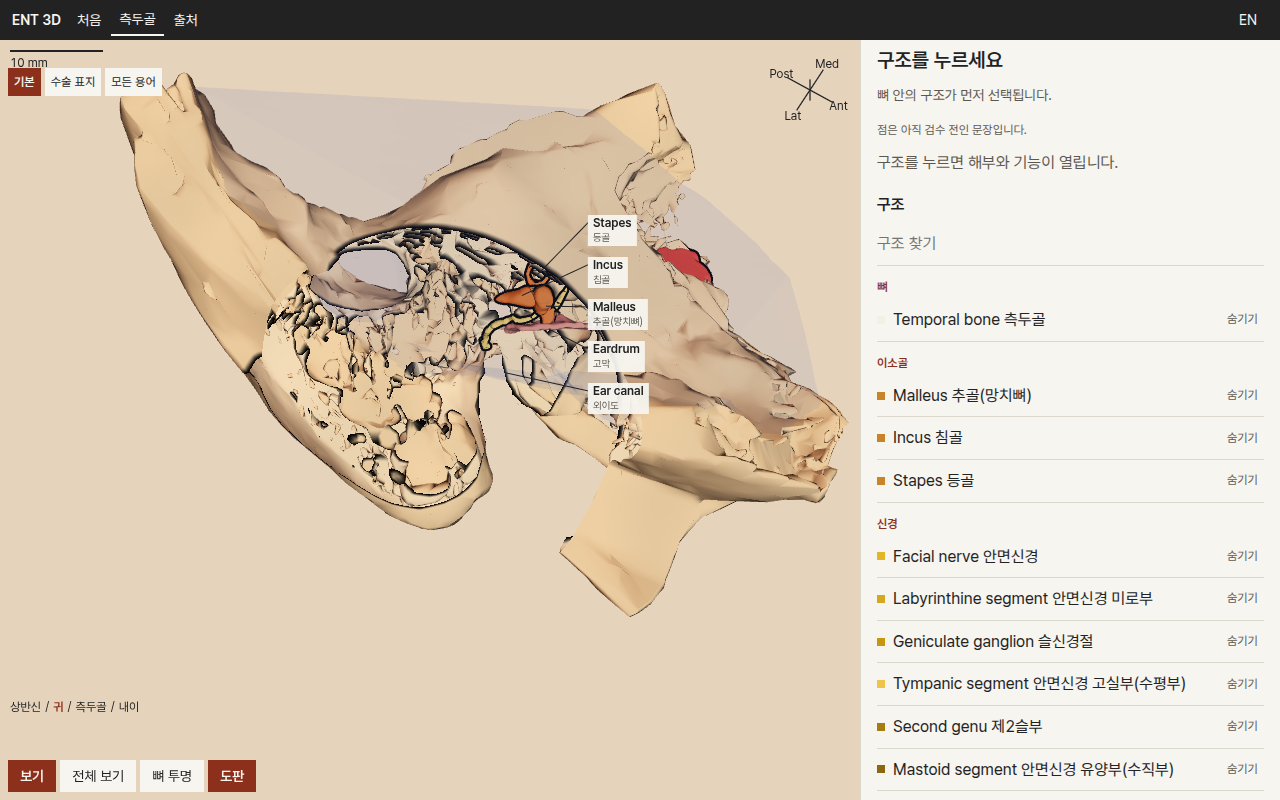 ENT 3D 처음 측두골 출처 EN
10 mm
기본 수술 표지 모든 용어
Med
Post
Ant
Lat
Stapes
등골
Incus
침골
Malleus
추골(망치뼈)
Eardrum
고막
Ear canal
외이도
상반신 / 귀 / 측두골 / 내이
보기 전체 보기 뼈 투명 도판
구조를 누르세요
뼈 안의 구조가 먼저 선택됩니다.
점은 아직 검수 전인 문장입니다.
구조를 누르면 해부와 기능이 열립니다.
구조
구조 찾기
뼈
Temporal bone 측두골 숨기기
이소골
Malleus 추골(망치뼈) 숨기기
Incus 침골 숨기기
Stapes 등골 숨기기
신경
Facial nerve 안면신경 숨기기
Labyrinthine segment 안면신경 미로부 숨기기
Geniculate ganglion 슬신경절 숨기기
Tympanic segment 안면신경 고실부(수평부) 숨기기
Second genu 제2슬부 숨기기
Mastoid segment 안면신경 유양부(수직부) 숨기기